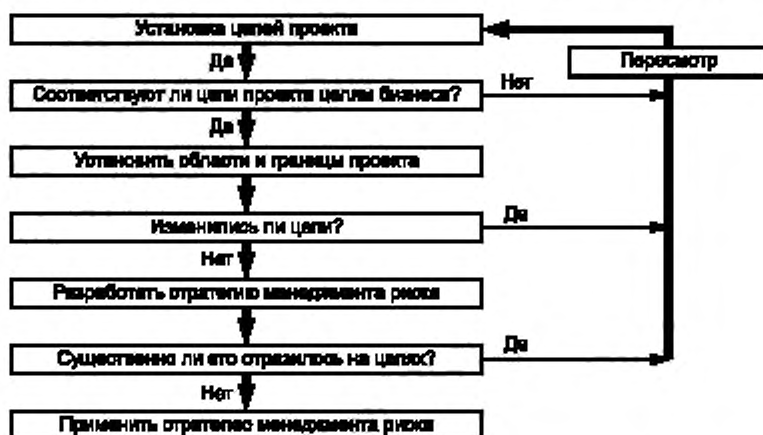 Установка целей проекта
Да
Пересмотр
Соответствуют ли цели проекта целям бизнеса?
Нет
Да
Установить области и границы проекта
Изменились ли цели?
Да
Нет
Разработать стратегию менеджмента риска
Существенно ли это отразилось на целях?
Да
Нет
Применить стратегию менеджмента риска